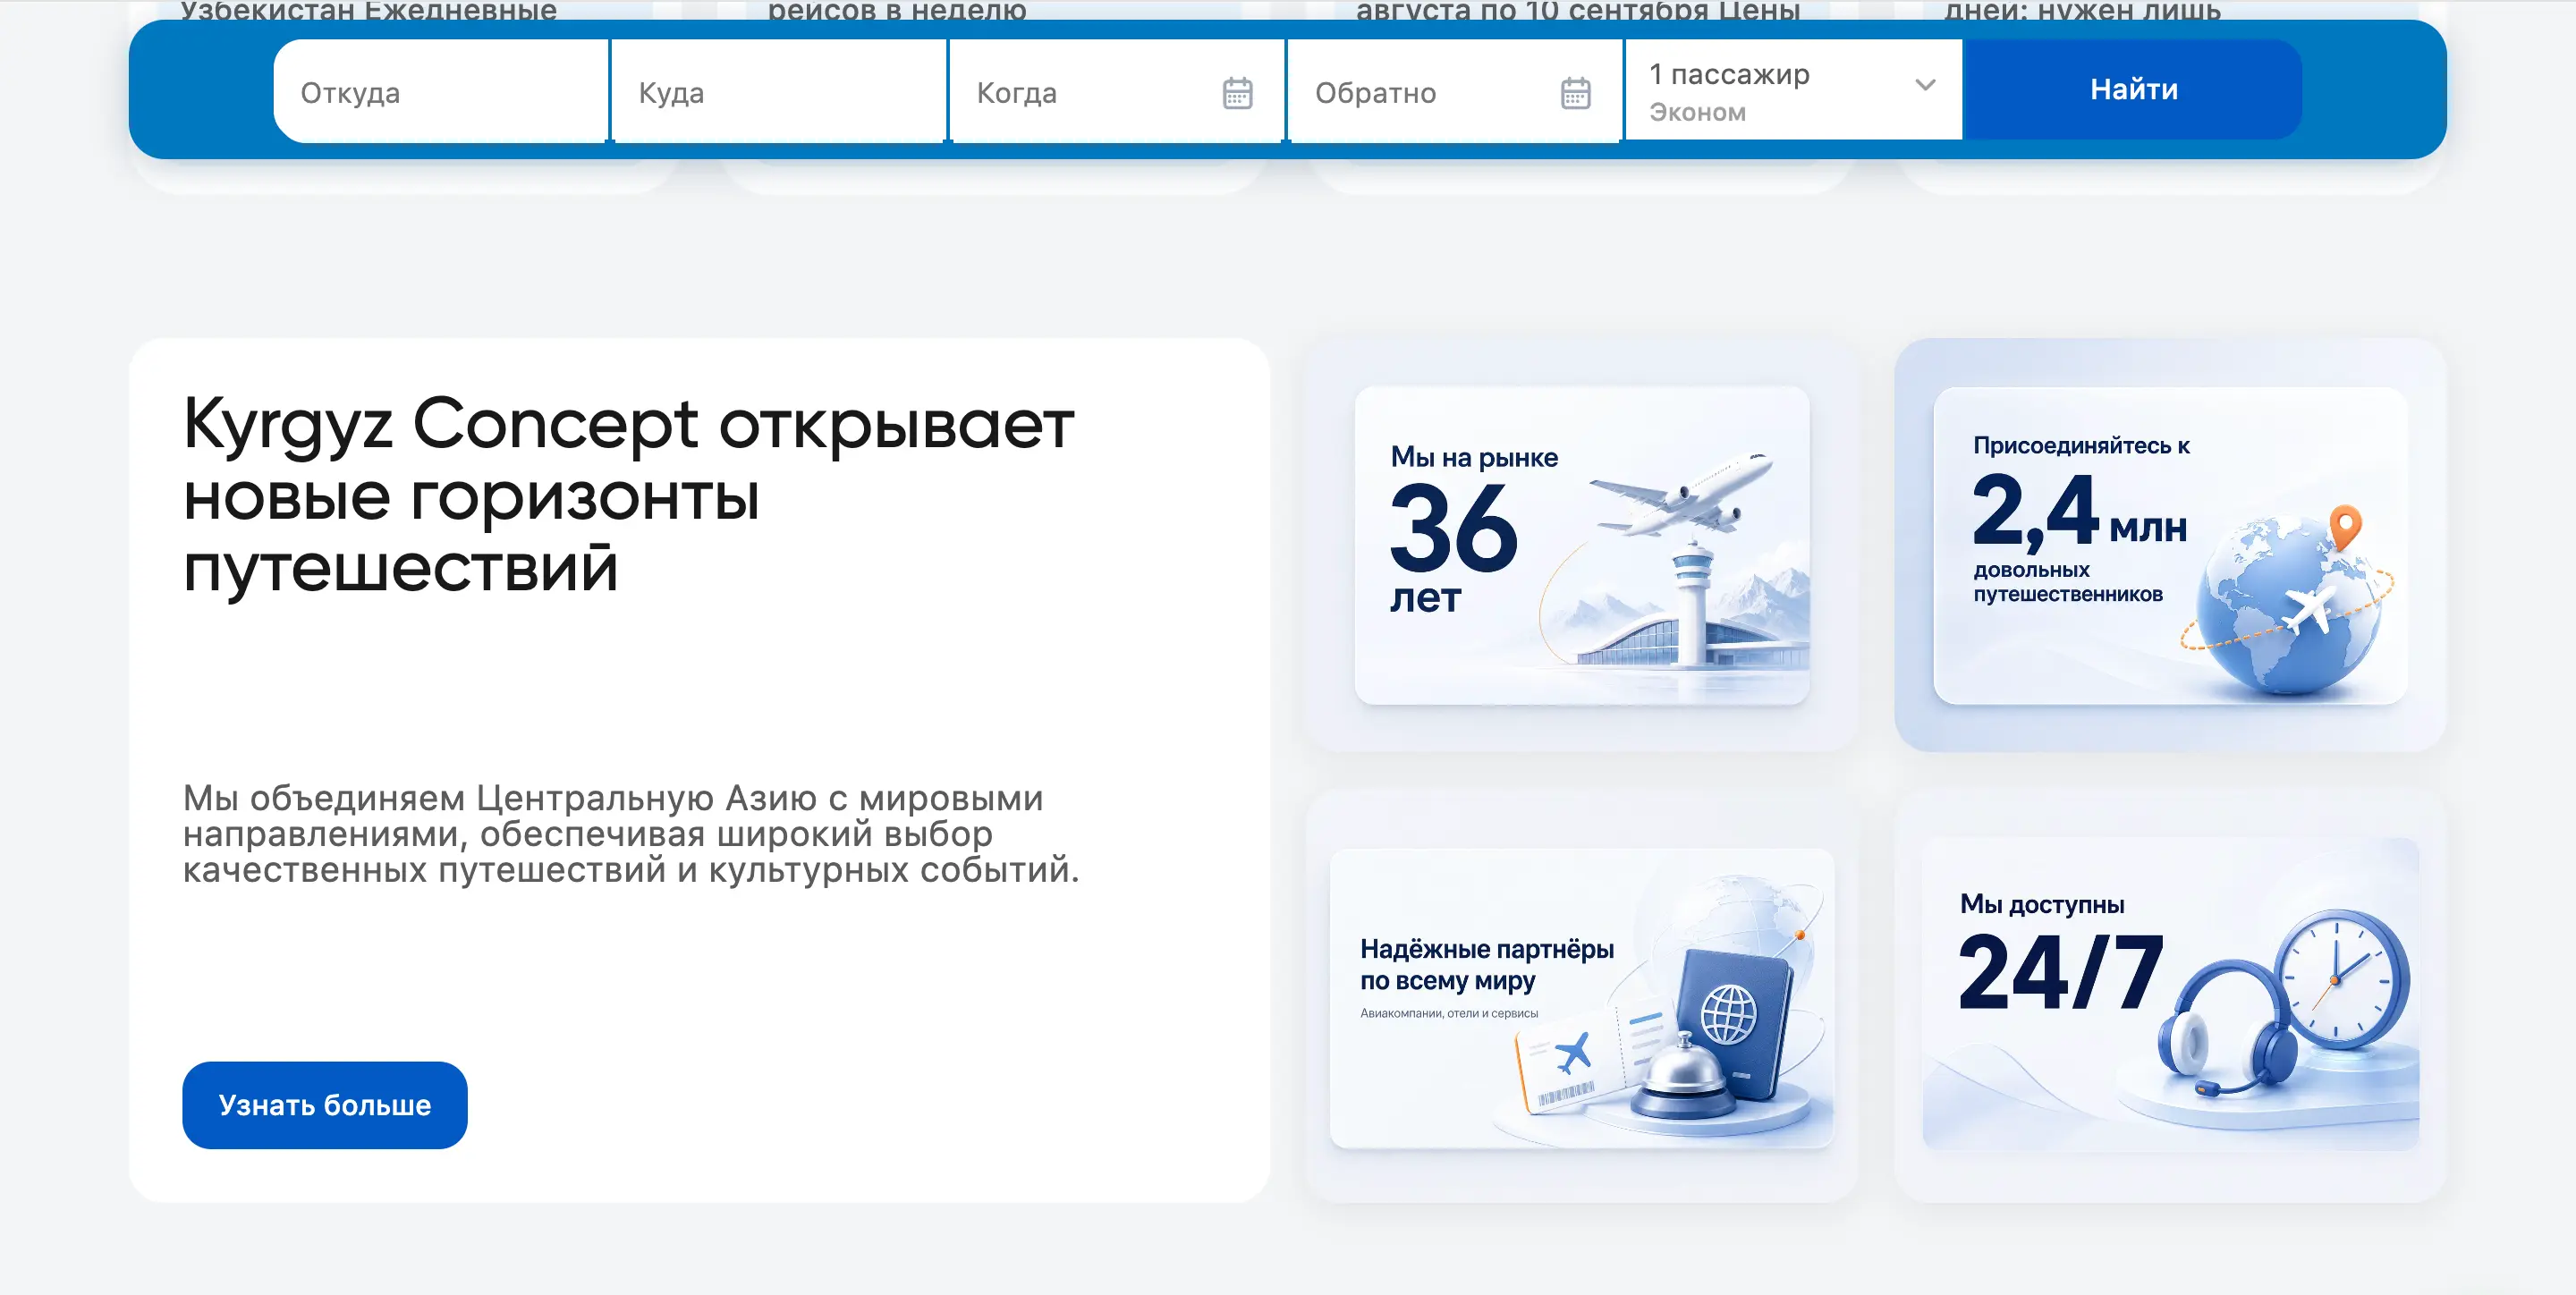 Узбекистан Ежедневные
рейсов в неделю
августа по 10 сентября Цены
дней: нужен лишь
Откуда
Куда
Когда
Обратно
1 пассажир
Эконом
Найти
Kyrgyz Concept открывает
новые горизонты
путешествий
Мы объединяем Центральную Азию с мировыми
направлениями, обеспечивая широкий выбор
качественных путешествий и культурных событий.
Узнать больше
Мы на рынке
36
лет
Присоединяйтесь к
2,4 млн
довольных
путешественников
Надёжные партнёры
по всему миру
Авиакомпании, отели и сервисы
Мы доступны
24/7